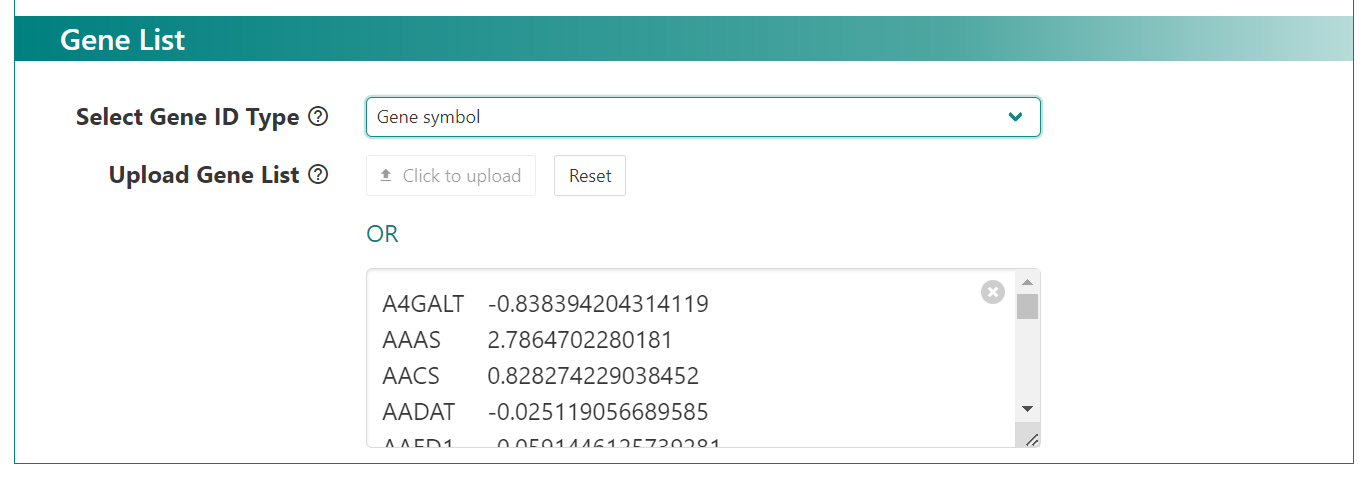 Gene List
Select Gene ID Type
Gene symbol
Upload Gene List
Click to upload
Reset
OR
A4GALT -0.838394204314119
AAAS 2.7864702280181
AACS 0.828274229038452
AADAT -0.025119056689585